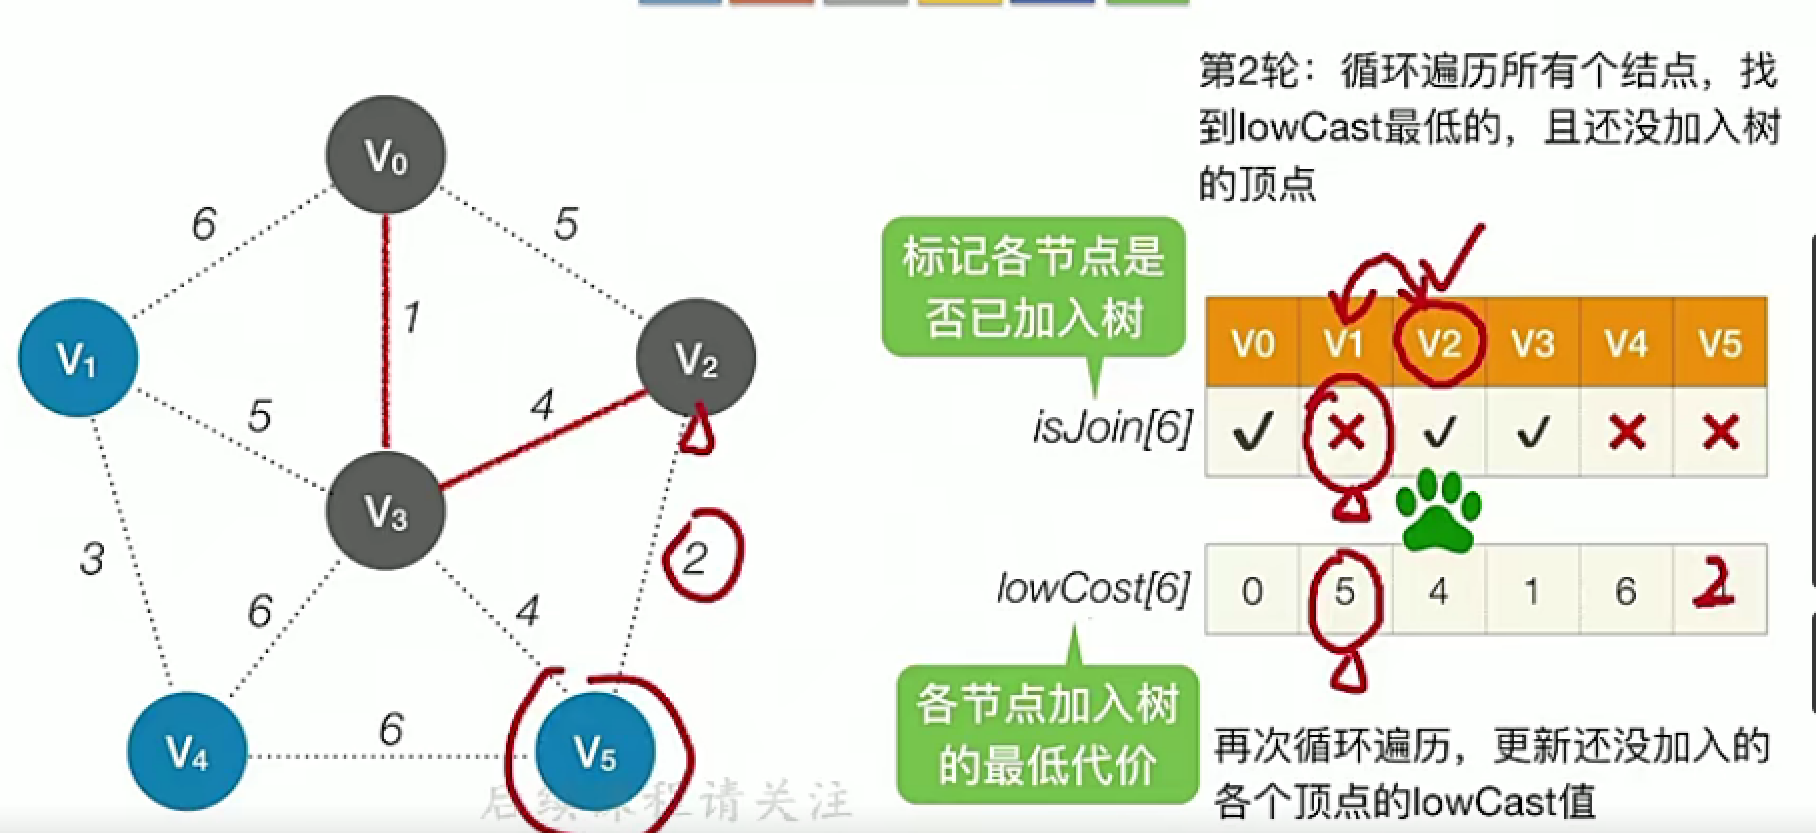 第2轮：循环遍历所有个结点，找
到lowCast最低的，且还没加入树
的顶点
V0
6
5
标记各节点是
否已加入树
1
V0 V1 V2 V3 V4 V5
V1
V2
4
5
isJoin[6]
✓ ✕ ✓ ✓ ✕ ✕
V3
3
2
lowCost[6]
0 5 4 1 6 2
6
4
各节点加入树
的最低代价
V4
6
V5
再次循环遍历，更新还没加入的
各个顶点的lowCast值
后续课程请关注